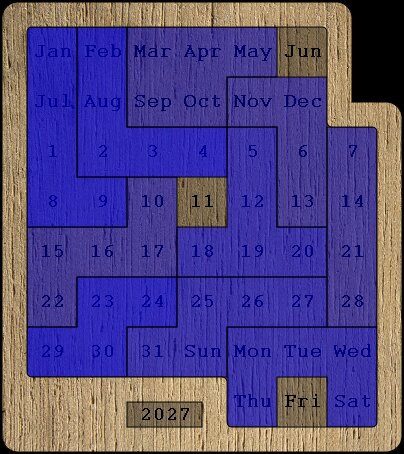 Jan Feb Mar Apr May Jun
Jul Aug Sep Oct Nov Dec
1 2 3 4 5 6 7
8 9 10 11 12 13 14
15 16 17 18 19 20 21
22 23 24 25 26 27 28
29 30 31 Sun Mon Tue Wed
Thu Fri Sat
2027